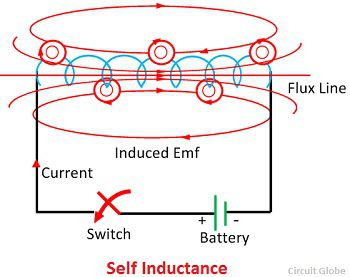 Flux Line
Induced Emf
Current
+ -
Switch
Battery
Self Inductance
Circuit Globe